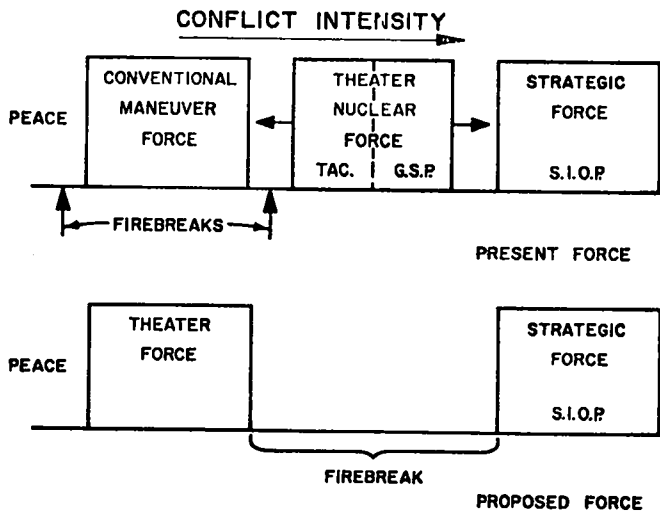 CONFLICT INTENSITY
PEACE
CONVENTIONAL
MANEUVER
FORCE
THEATER
NUCLEAR
FORCE
TAC. G.S.P.
STRATEGIC
FORCE
S.I.O.P.
FIREBREAKS
PRESENT FORCE
PEACE
THEATER
FORCE
STRATEGIC
FORCE
S.I.O.P.
FIREBREAK
PROPOSED FORCE